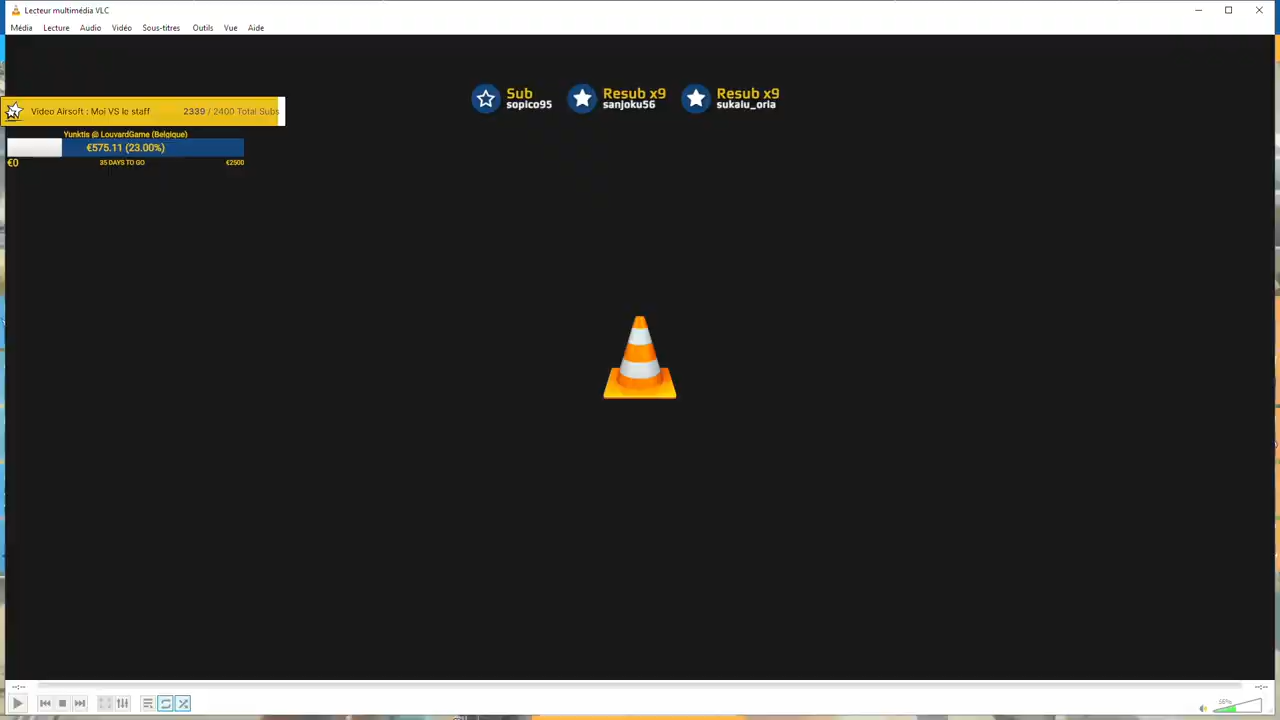 Lecteur multimédia VLC
Média Lecture Audio Vidéo Sous-titres Outils Vue Aide
Sub
sopico95
Resub x9
sanjoku56
Resub x9
sukaiu_oria
Video Airsoft : Moi VS le staff 2339 / 2400 Total Subs
Yunktis @ LouvardGame (Belgique)
€575.11 (23.00%)
€0 35 DAYS TO GO €2500
--:-- --:--